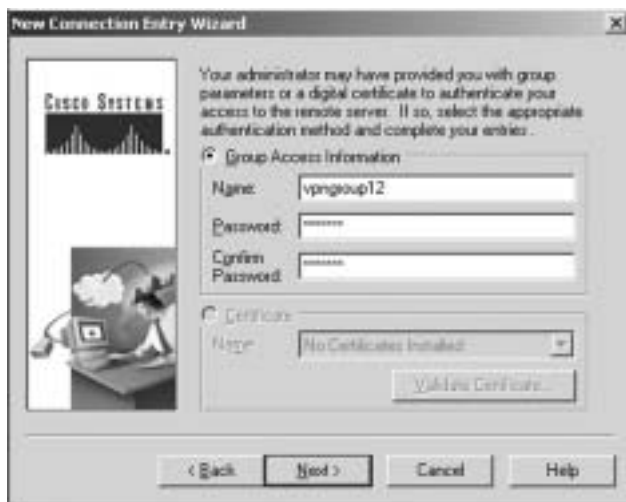 New Connection Entry Wizard
CISCO SYSTEMS
Your administrator may have provided you with group
parameters or a digital certificate to authenticate your
access to the remote server. If so, select the appropriate
authentication method and complete your entries.
Group Access Information
Name: vpngroup12
Password: *******
Confirm
Password: *******
Certificate
Name No Certificates Installed
Validate Certificate...
< Back
Next >
Cancel
Help